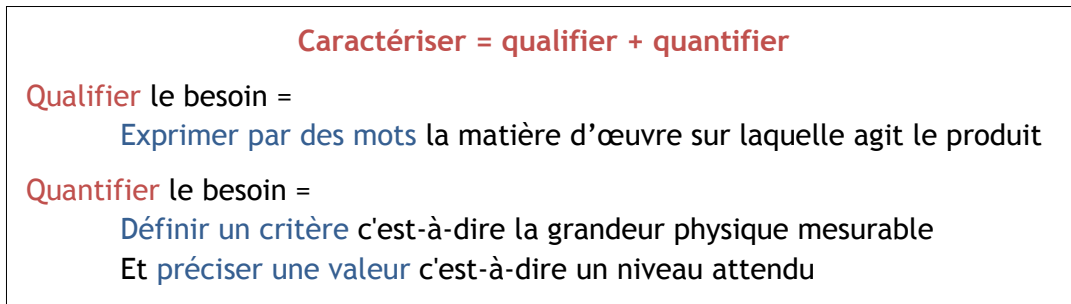 Caractériser = qualifier + quantifier
Qualifier le besoin =
Exprimer par des mots la matière d’œuvre sur laquelle agit le produit
Quantifier le besoin =
Définir un critère c'est-à-dire la grandeur physique mesurable
Et préciser une valeur c'est-à-dire un niveau attendu